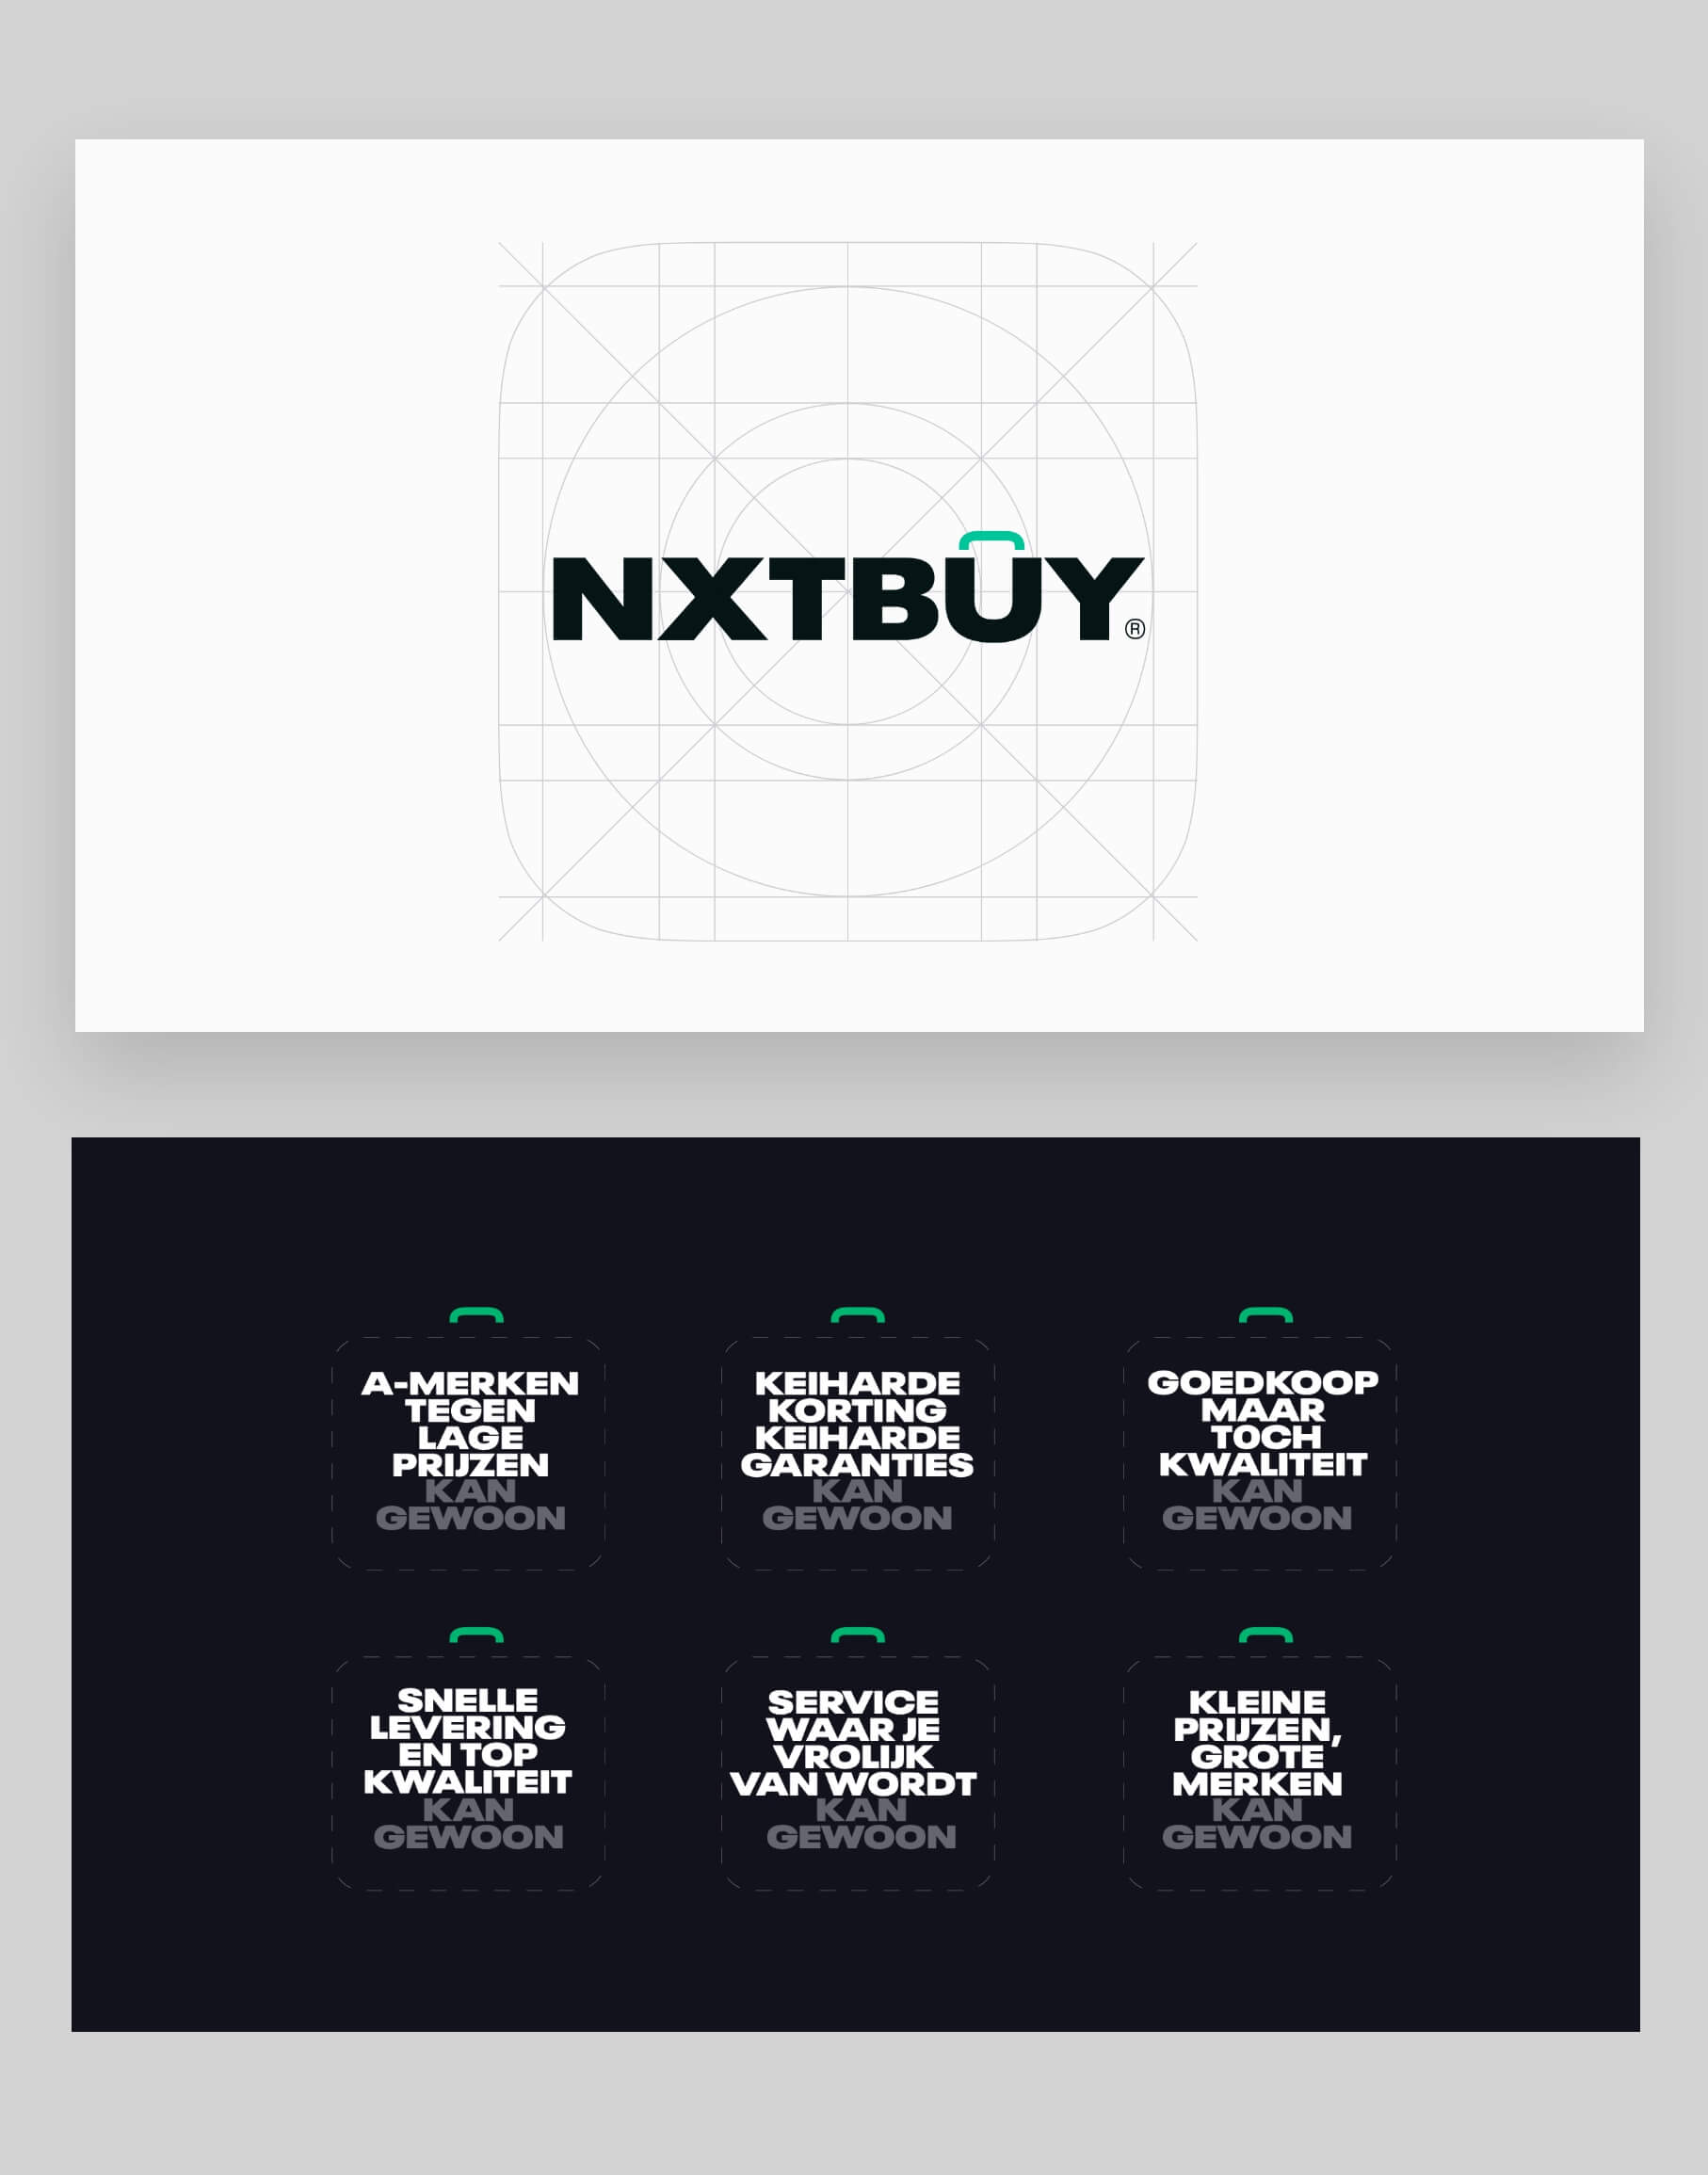 NXTBUY®
A-MERKEN
TEGEN
LAGE
PRIJZEN
KAN
GEWOON
KEIHARDE
KORTING
KEIHARDE
GARANTIES
KAN
GEWOON
GOEDKOOP
MAAR
TOCH
KWALITEIT
KAN
GEWOON
SNELLE
LEVERING
EN TOP
KWALITEIT
KAN
GEWOON
SERVICE
WAAR JE
VROLIJK
VAN WORDT
KAN
GEWOON
KLEINE
PRIJZEN,
GROTE
MERKEN
KAN
GEWOON